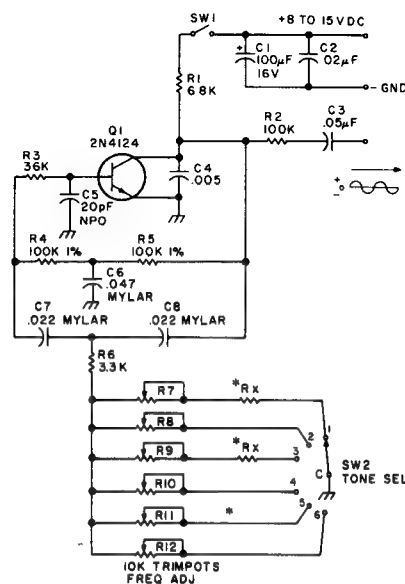 SW1
+8 TO 15VDC
C1
100µF
16V
C2
.02µF
R1
6.8K
- GND
Q1
2N4124
R2
100K
C3
.05µF
R3
36K
C4
.005
C5
20pF
NPO
+
-
R4
100K 1%
R5
100K 1%
C6
.047
MYLAR
C7
.022 MYLAR
C8
.022 MYLAR
R6
3.3K
R7
*Rx
R8
R9
*Rx
R10
R11
*
R12
1
2
3
4
5
6
C
SW2
TONE SEL
10K TRIMPOTS
FREQ ADJ